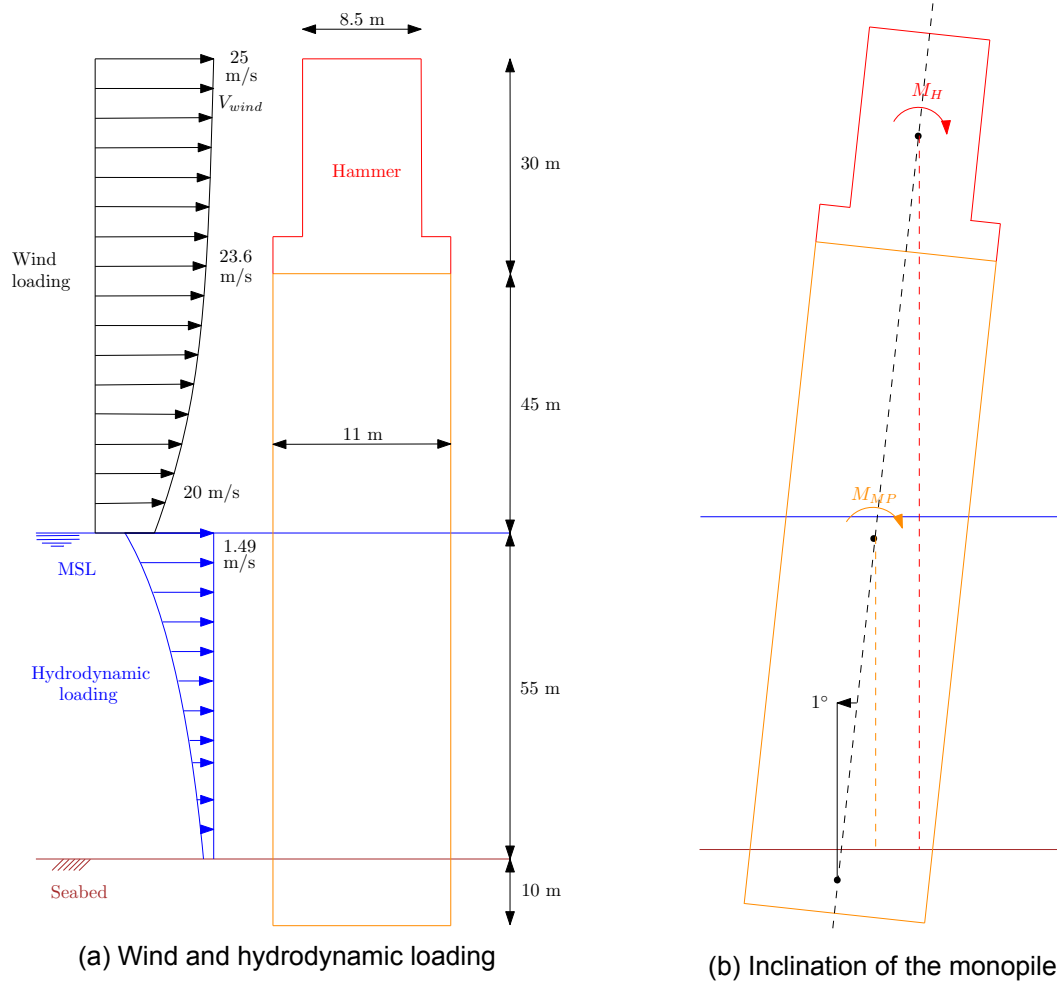 8.5 m
25
m/s
V_wind
Hammer
30 m
Wind
loading
23.6
m/s
45 m
11 m
20 m/s
1.49
m/s
MSL
Hydrodynamic
loading
55 m
Seabed
10 m
(a) Wind and hydrodynamic loading
M_H
M_MP
1°
(b) Inclination of the monopile